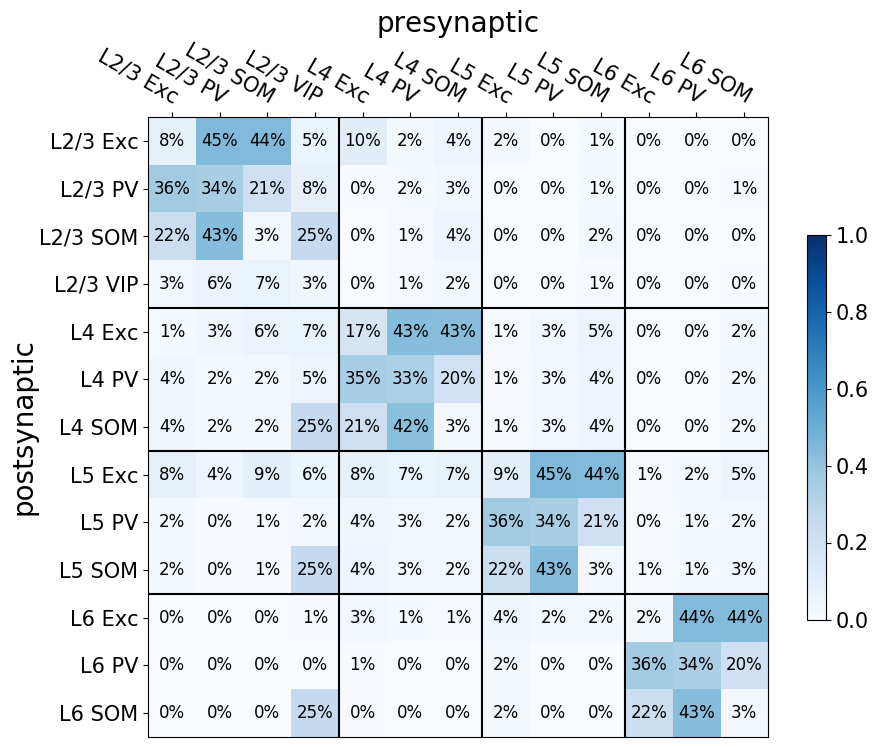 presynaptic
L2/3 Exc L2/3 PV L2/3 SOM L2/3 VIP L4 Exc L4 PV L4 SOM L5 Exc L5 PV L5 SOM L6 Exc L6 PV L6 SOM
postsynaptic
L2/3 Exc 8% 45% 44% 5% 10% 2% 4% 2% 0% 1% 0% 0% 0%
L2/3 PV 36% 34% 21% 8% 0% 2% 3% 0% 0% 1% 0% 0% 1%
L2/3 SOM 22% 43% 3% 25% 0% 1% 4% 0% 0% 2% 0% 0% 0%
L2/3 VIP 3% 6% 7% 3% 0% 1% 2% 0% 0% 1% 0% 0% 0%
L4 Exc 1% 3% 6% 7% 17% 43% 43% 1% 3% 5% 0% 0% 2%
L4 PV 4% 2% 2% 5% 35% 33% 20% 1% 3% 4% 0% 0% 2%
L4 SOM 4% 2% 2% 25% 21% 42% 3% 1% 3% 4% 0% 0% 2%
L5 Exc 8% 4% 9% 6% 8% 7% 7% 9% 45% 44% 1% 2% 5%
L5 PV 2% 0% 1% 2% 4% 3% 2% 36% 34% 21% 0% 1% 2%
L5 SOM 2% 0% 1% 25% 4% 3% 2% 22% 43% 3% 1% 1% 3%
L6 Exc 0% 0% 0% 1% 3% 1% 1% 4% 2% 2% 2% 44% 44%
L6 PV 0% 0% 0% 0% 1% 0% 0% 2% 0% 0% 36% 34% 20%
L6 SOM 0% 0% 0% 25% 0% 0% 0% 2% 0% 0% 22% 43% 3%
1.0
0.8
0.6
0.4
0.2
0.0